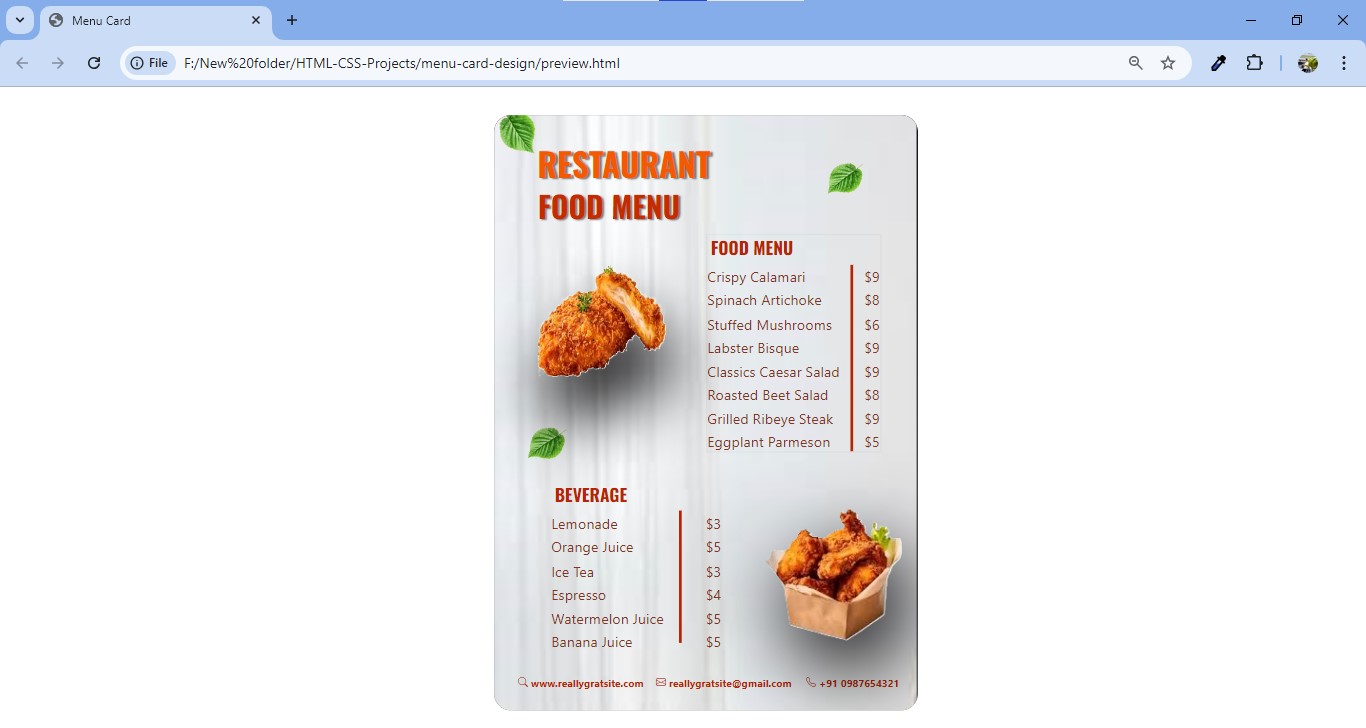 Menu Card
File F:/New%20folder/HTML-CSS-Projects/menu-card-design/preview.html
RESTAURANT
FOOD MENU
FOOD MENU
Crispy Calamari $9
Spinach Artichoke $8
Stuffed Mushrooms $6
Labster Bisque $9
Classics Caesar Salad $9
Roasted Beet Salad $8
Grilled Ribeye Steak $9
Eggplant Parmeson $5
BEVERAGE
Lemonade $3
Orange Juice $5
Ice Tea $3
Espresso $4
Watermelon Juice $5
Banana Juice $5
www.reallygratsite.com reallygratsite@gmail.com +91 0987654321